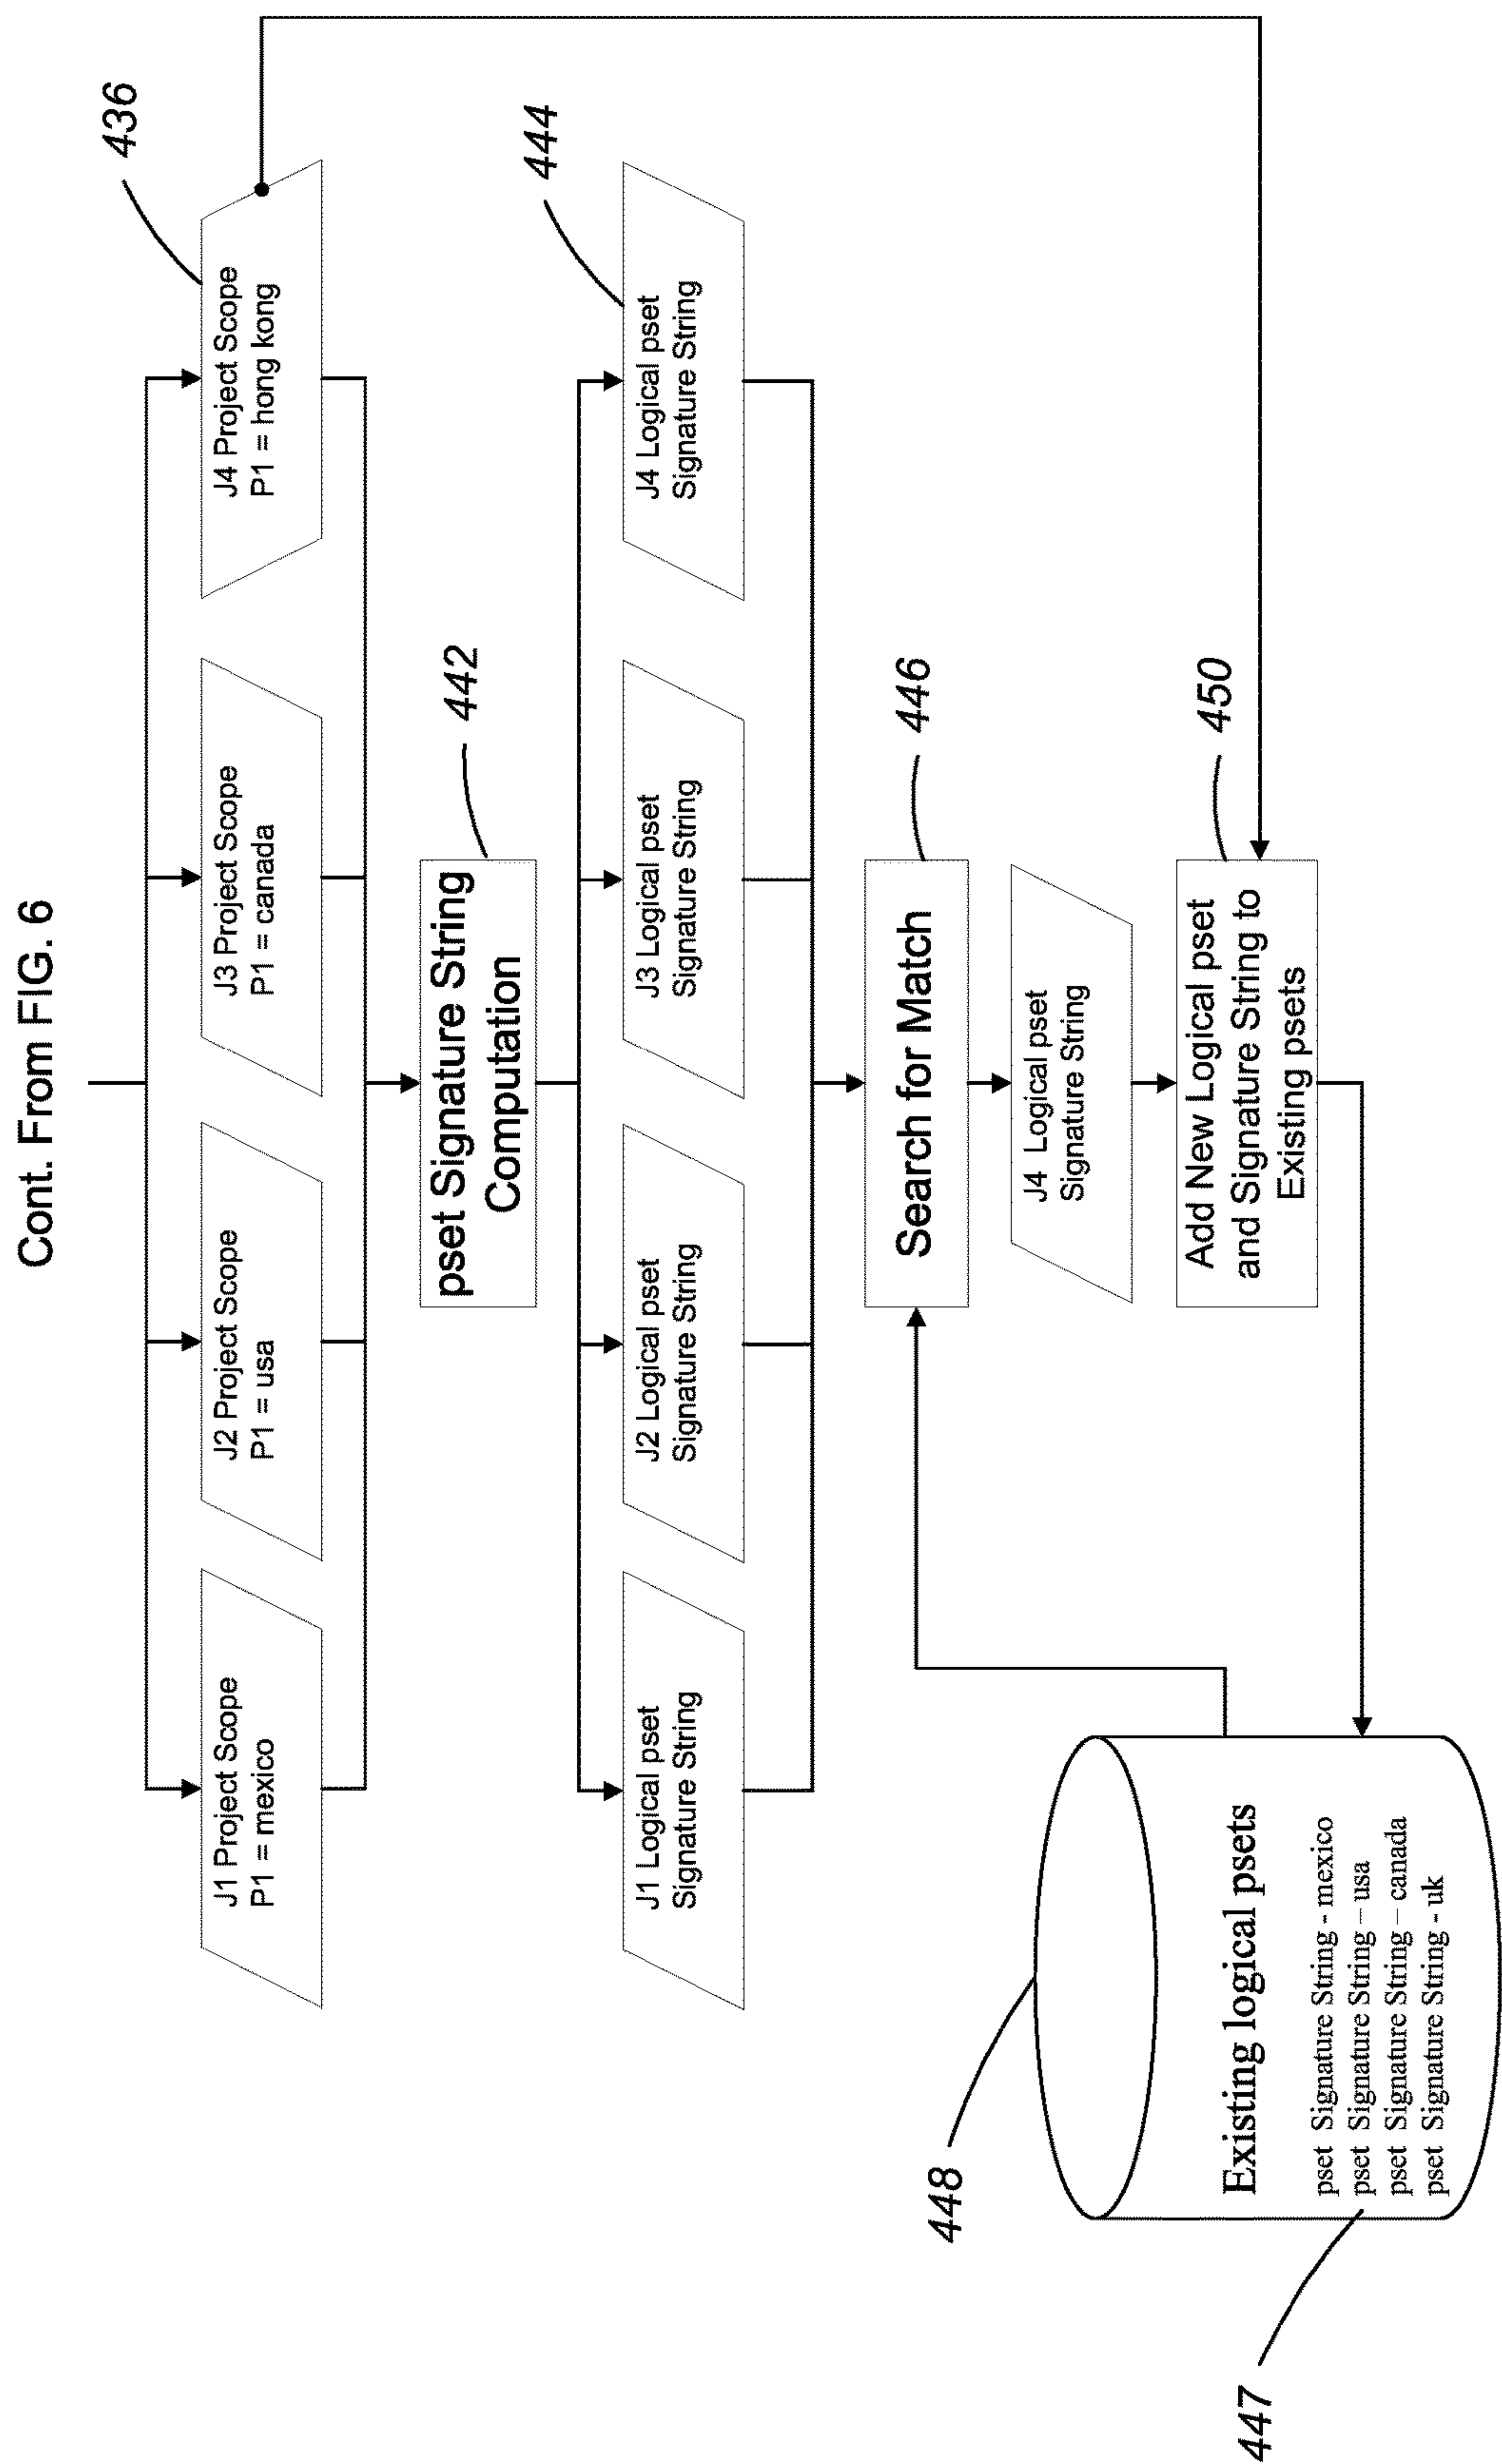 Cont. From FIG. 6
J1 Project Scope
P1 = mexico
J2 Project Scope
P1 = usa
J3 Project Scope
P1 = canada
J4 Project Scope
P1 = hong kong
436
pset Signature String
Computation
442
J1 Logical pset
Signature String
J2 Logical pset
Signature String
J3 Logical pset
Signature String
J4 Logical pset
Signature String
444
Search for Match
446
J4 Logical pset
Signature String
Add New Logical pset
and Signature String to
Existing psets
450
448
Existing logical psets
pset Signature String - mexico
pset Signature String – usa
pset Signature String – canada
pset Signature String - uk
447